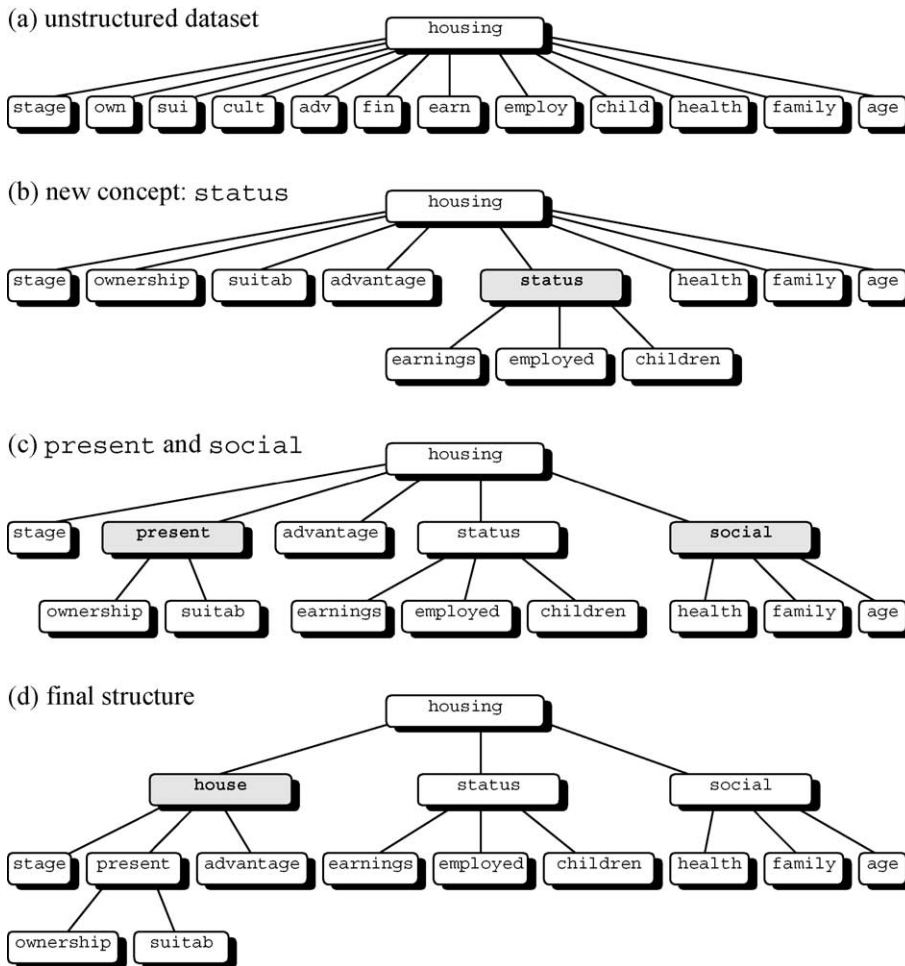 (a) unstructured dataset
housing
stage own sui cult adv fin earn employ child health family age
(b) new concept: status
housing
stage ownership suitab advantage status health family age
earnings employed children
(c) present and social
housing
stage present advantage status social
ownership suitab earnings employed children health family age
(d) final structure
housing
house status social
stage present advantage earnings employed children health family age
ownership suitab